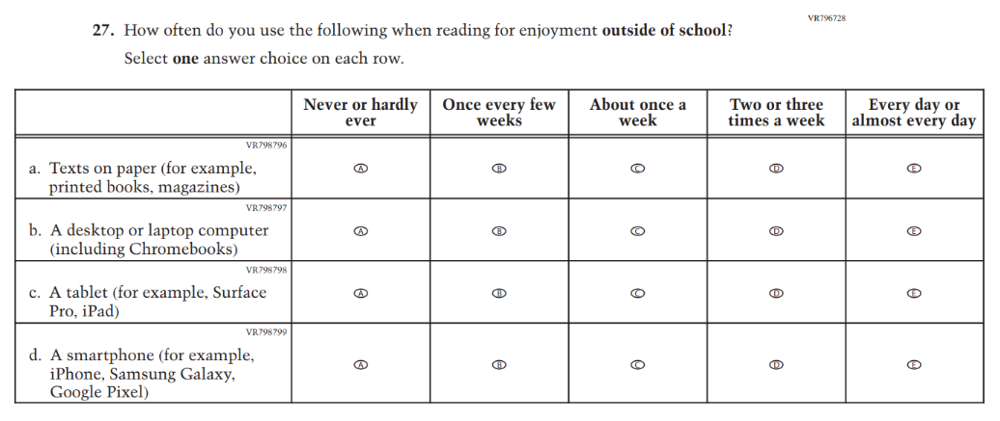 VR796728
27. How often do you use the following when reading for enjoyment outside of school?
Select one answer choice on each row.
Never or hardly ever
Once every few weeks
About once a week
Two or three times a week
Every day or almost every day
VR798796
a. Texts on paper (for example,
printed books, magazines)
A B C D E
VR798797
b. A desktop or laptop computer
(including Chromebooks)
A B C D E
VR798798
c. A tablet (for example, Surface
Pro, iPad)
A B C D E
VR798799
d. A smartphone (for example,
iPhone, Samsung Galaxy,
Google Pixel)
A B C D E